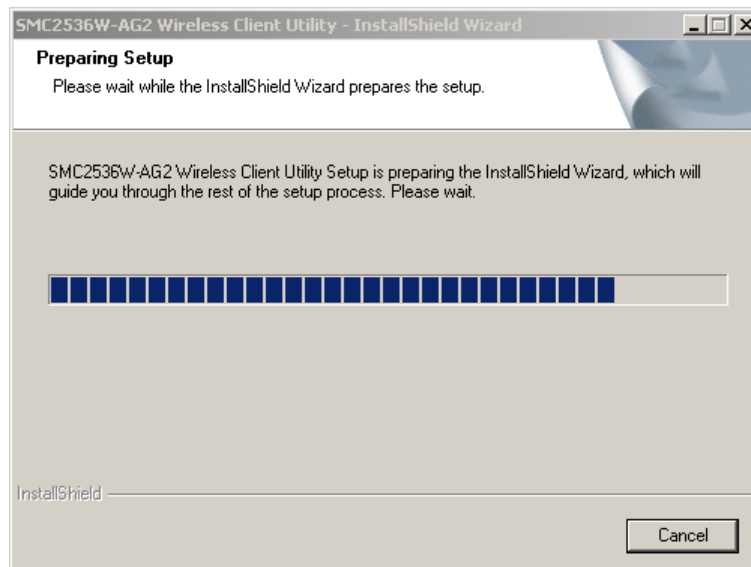 SMC2536W-AG2 Wireless Client Utility - InstallShield Wizard
Preparing Setup
Please wait while the InstallShield Wizard prepares the setup.
SMC2536W-AG2 Wireless Client Utility Setup is preparing the InstallShield Wizard, which will
guide you through the rest of the setup process. Please wait.
InstallShield
Cancel